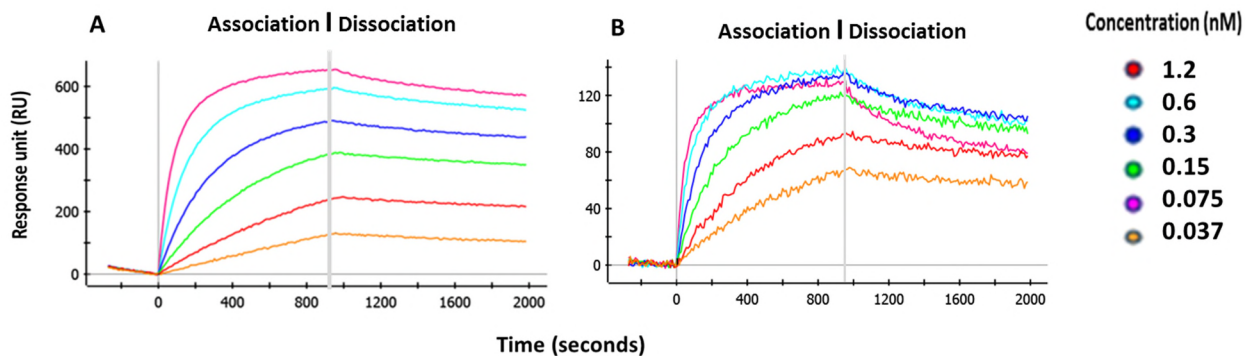 A
Association | Dissociation
Response unit (RU)
600
400
200
0
0 400 800 1200 1600 2000
B
Association | Dissociation
120
80
40
0
0 400 800 1200 1600 2000
Time (seconds)
Concentration (nM)
1.2
0.6
0.3
0.15
0.075
0.037